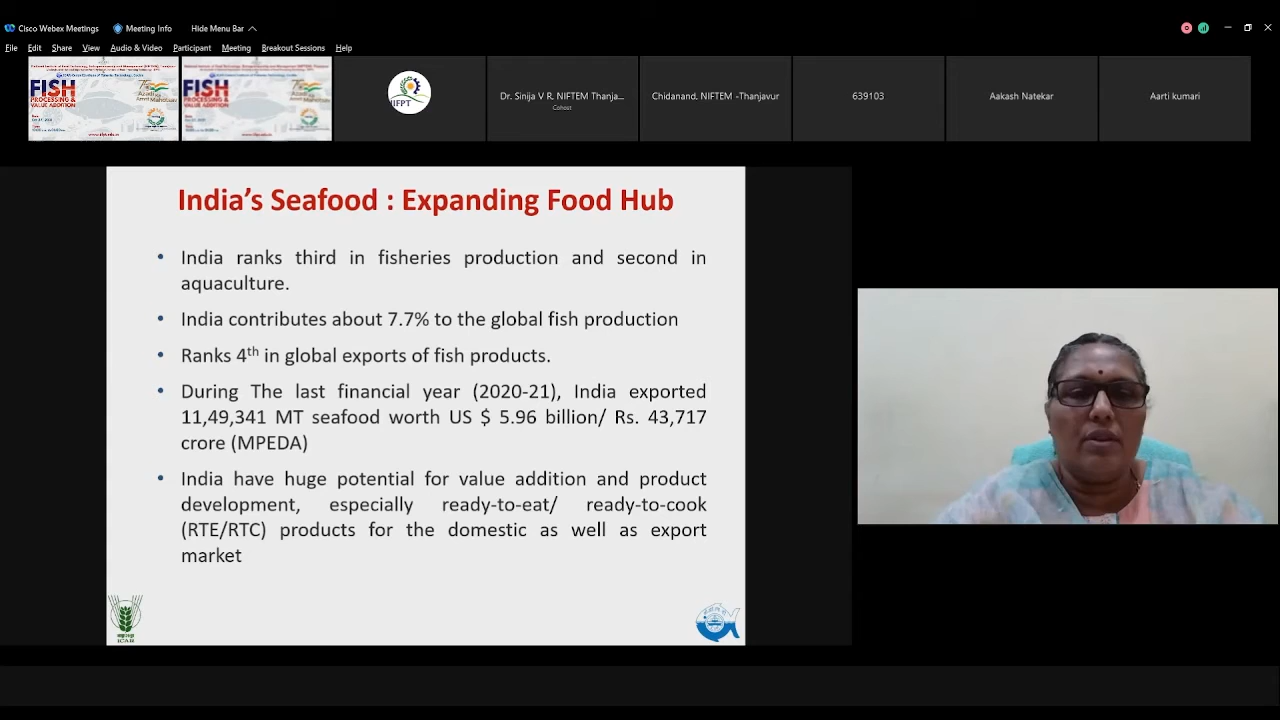 Cisco Webex Meetings Meeting Info Hide Menu Bar
File Edit Share View Audio & Video Participant Meeting Breakout Sessions Help
FISH
PROCESSING &
VALUE ADDITION
FISH
IIFPT
Dr. Sinija V R. NIFTEM Thanja...
Cohost
Chidanand. NIFTEM -Thanjavur
639103
Aakash Natekar
Aarti kumari
India's Seafood : Expanding Food Hub
• India ranks third in fisheries production and second in
aquaculture.
• India contributes about 7.7% to the global fish production
• Ranks 4th in global exports of fish products.
• During The last financial year (2020-21), India exported
11,49,341 MT seafood worth US $ 5.96 billion/ Rs. 43,717
crore (MPEDA)
• India have huge potential for value addition and product
development, especially ready-to-eat/ ready-to-cook
(RTE/RTC) products for the domestic as well as export
market
ICAR